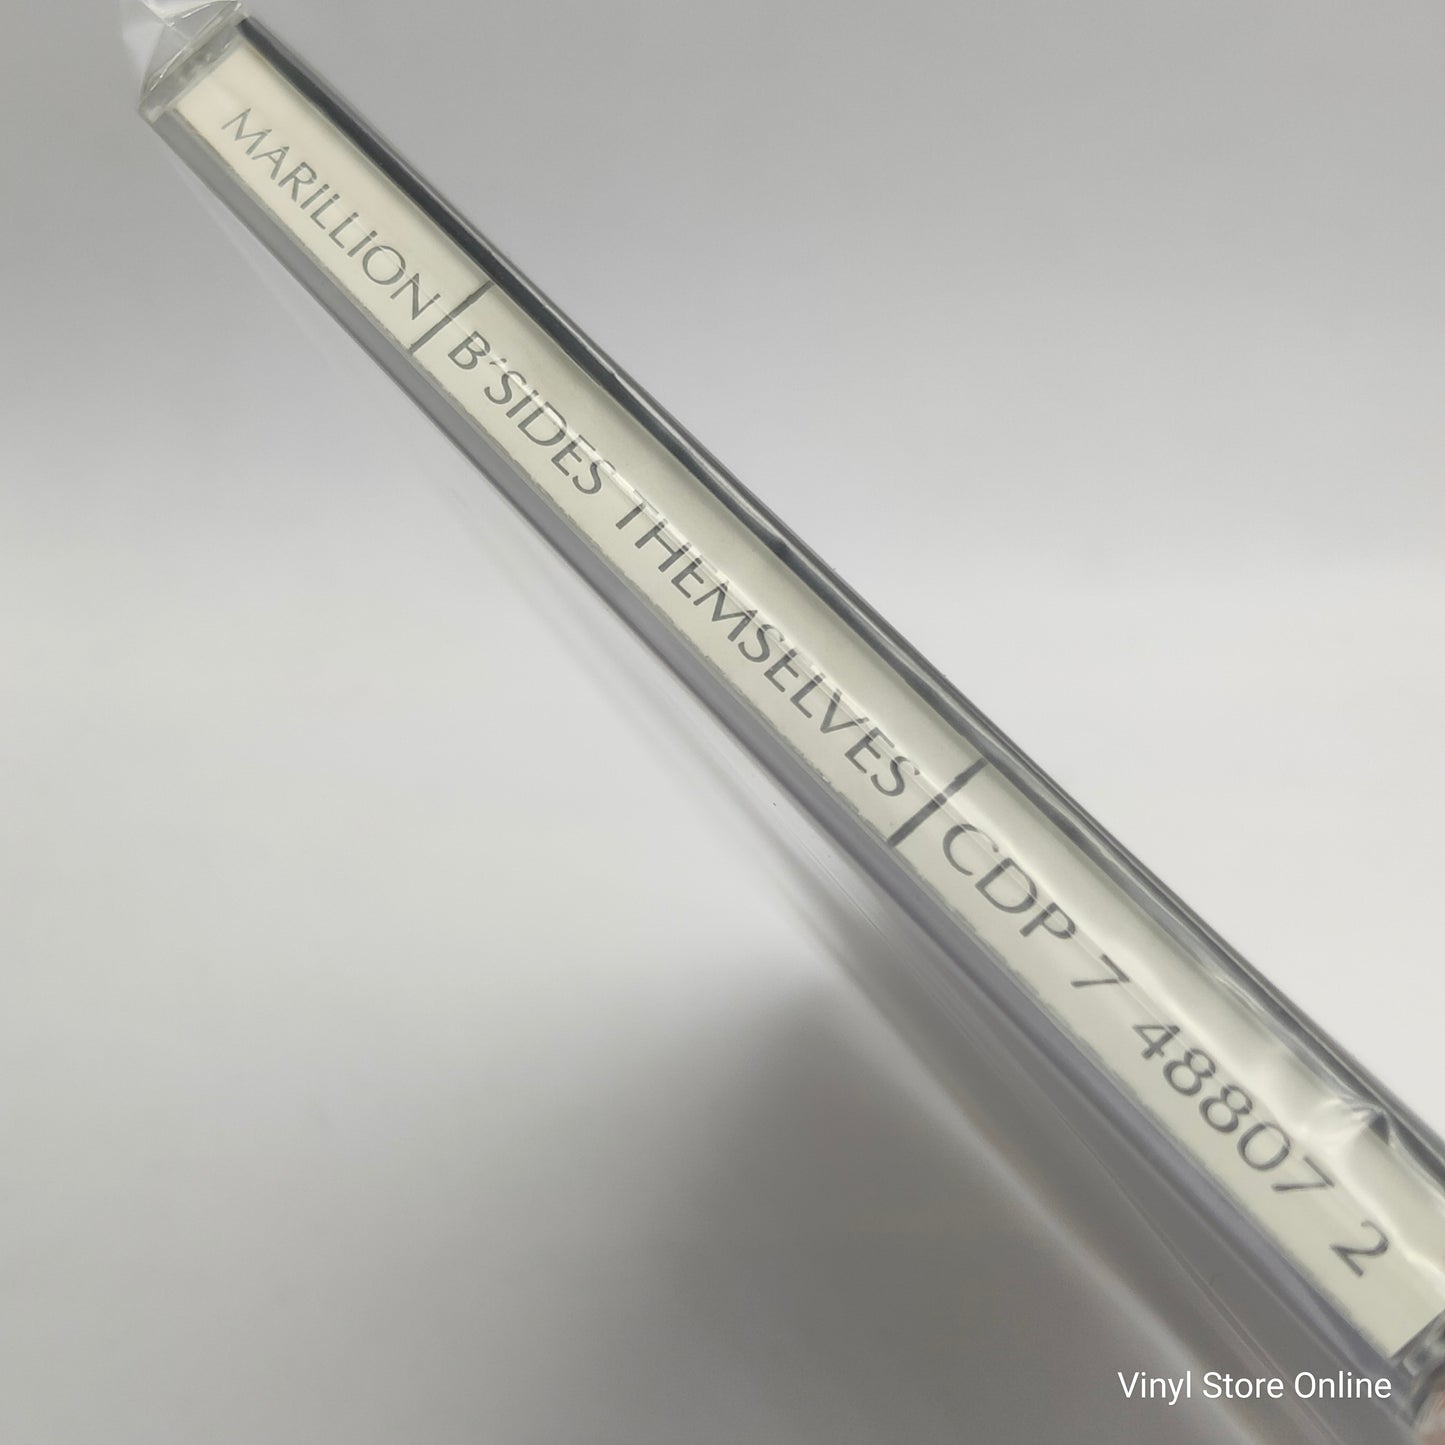 MARiLLiON | B'SiDES THEMSELVES | CDP 7 48807 2
Vinyl Store Online